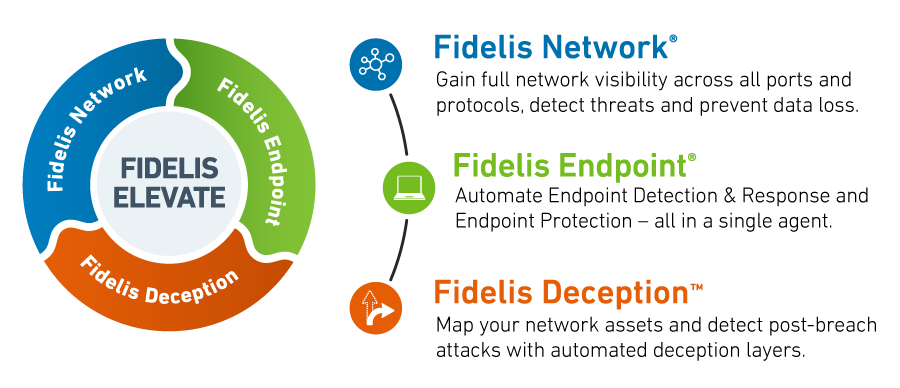 Fidelis Network
Fidelis Endpoint
FIDELIS
ELEVATE
Fidelis Deception
Fidelis Network®
Gain full network visibility across all ports and
protocols, detect threats and prevent data loss.
Fidelis Endpoint®
Automate Endpoint Detection & Response and
Endpoint Protection – all in a single agent.
Fidelis Deception™
Map your network assets and detect post-breach
attacks with automated deception layers.